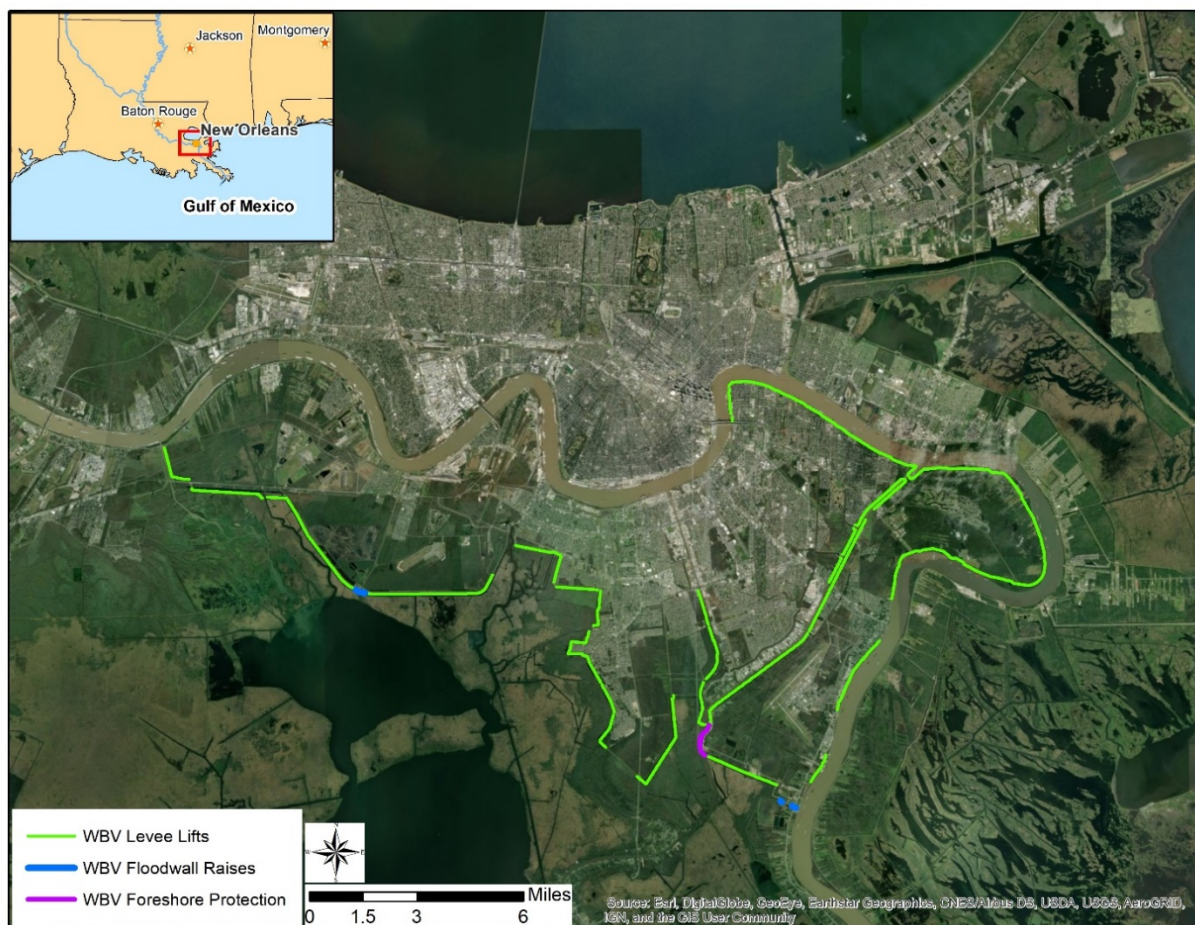 Jackson
Montgomery
Baton Rouge
New Orleans
Gulf of Mexico
WBV Levee Lifts
WBV Floodwall Raises
WBV Foreshore Protection
N
W
E
S
Miles
0 1.5 3 6
Source: Esri, DigitalGlobe, GeoEye, Earthstar Geographics, CNES/Airbus DS, USDA, USGS, AeroGRID,
IGN, and the GIS User Community